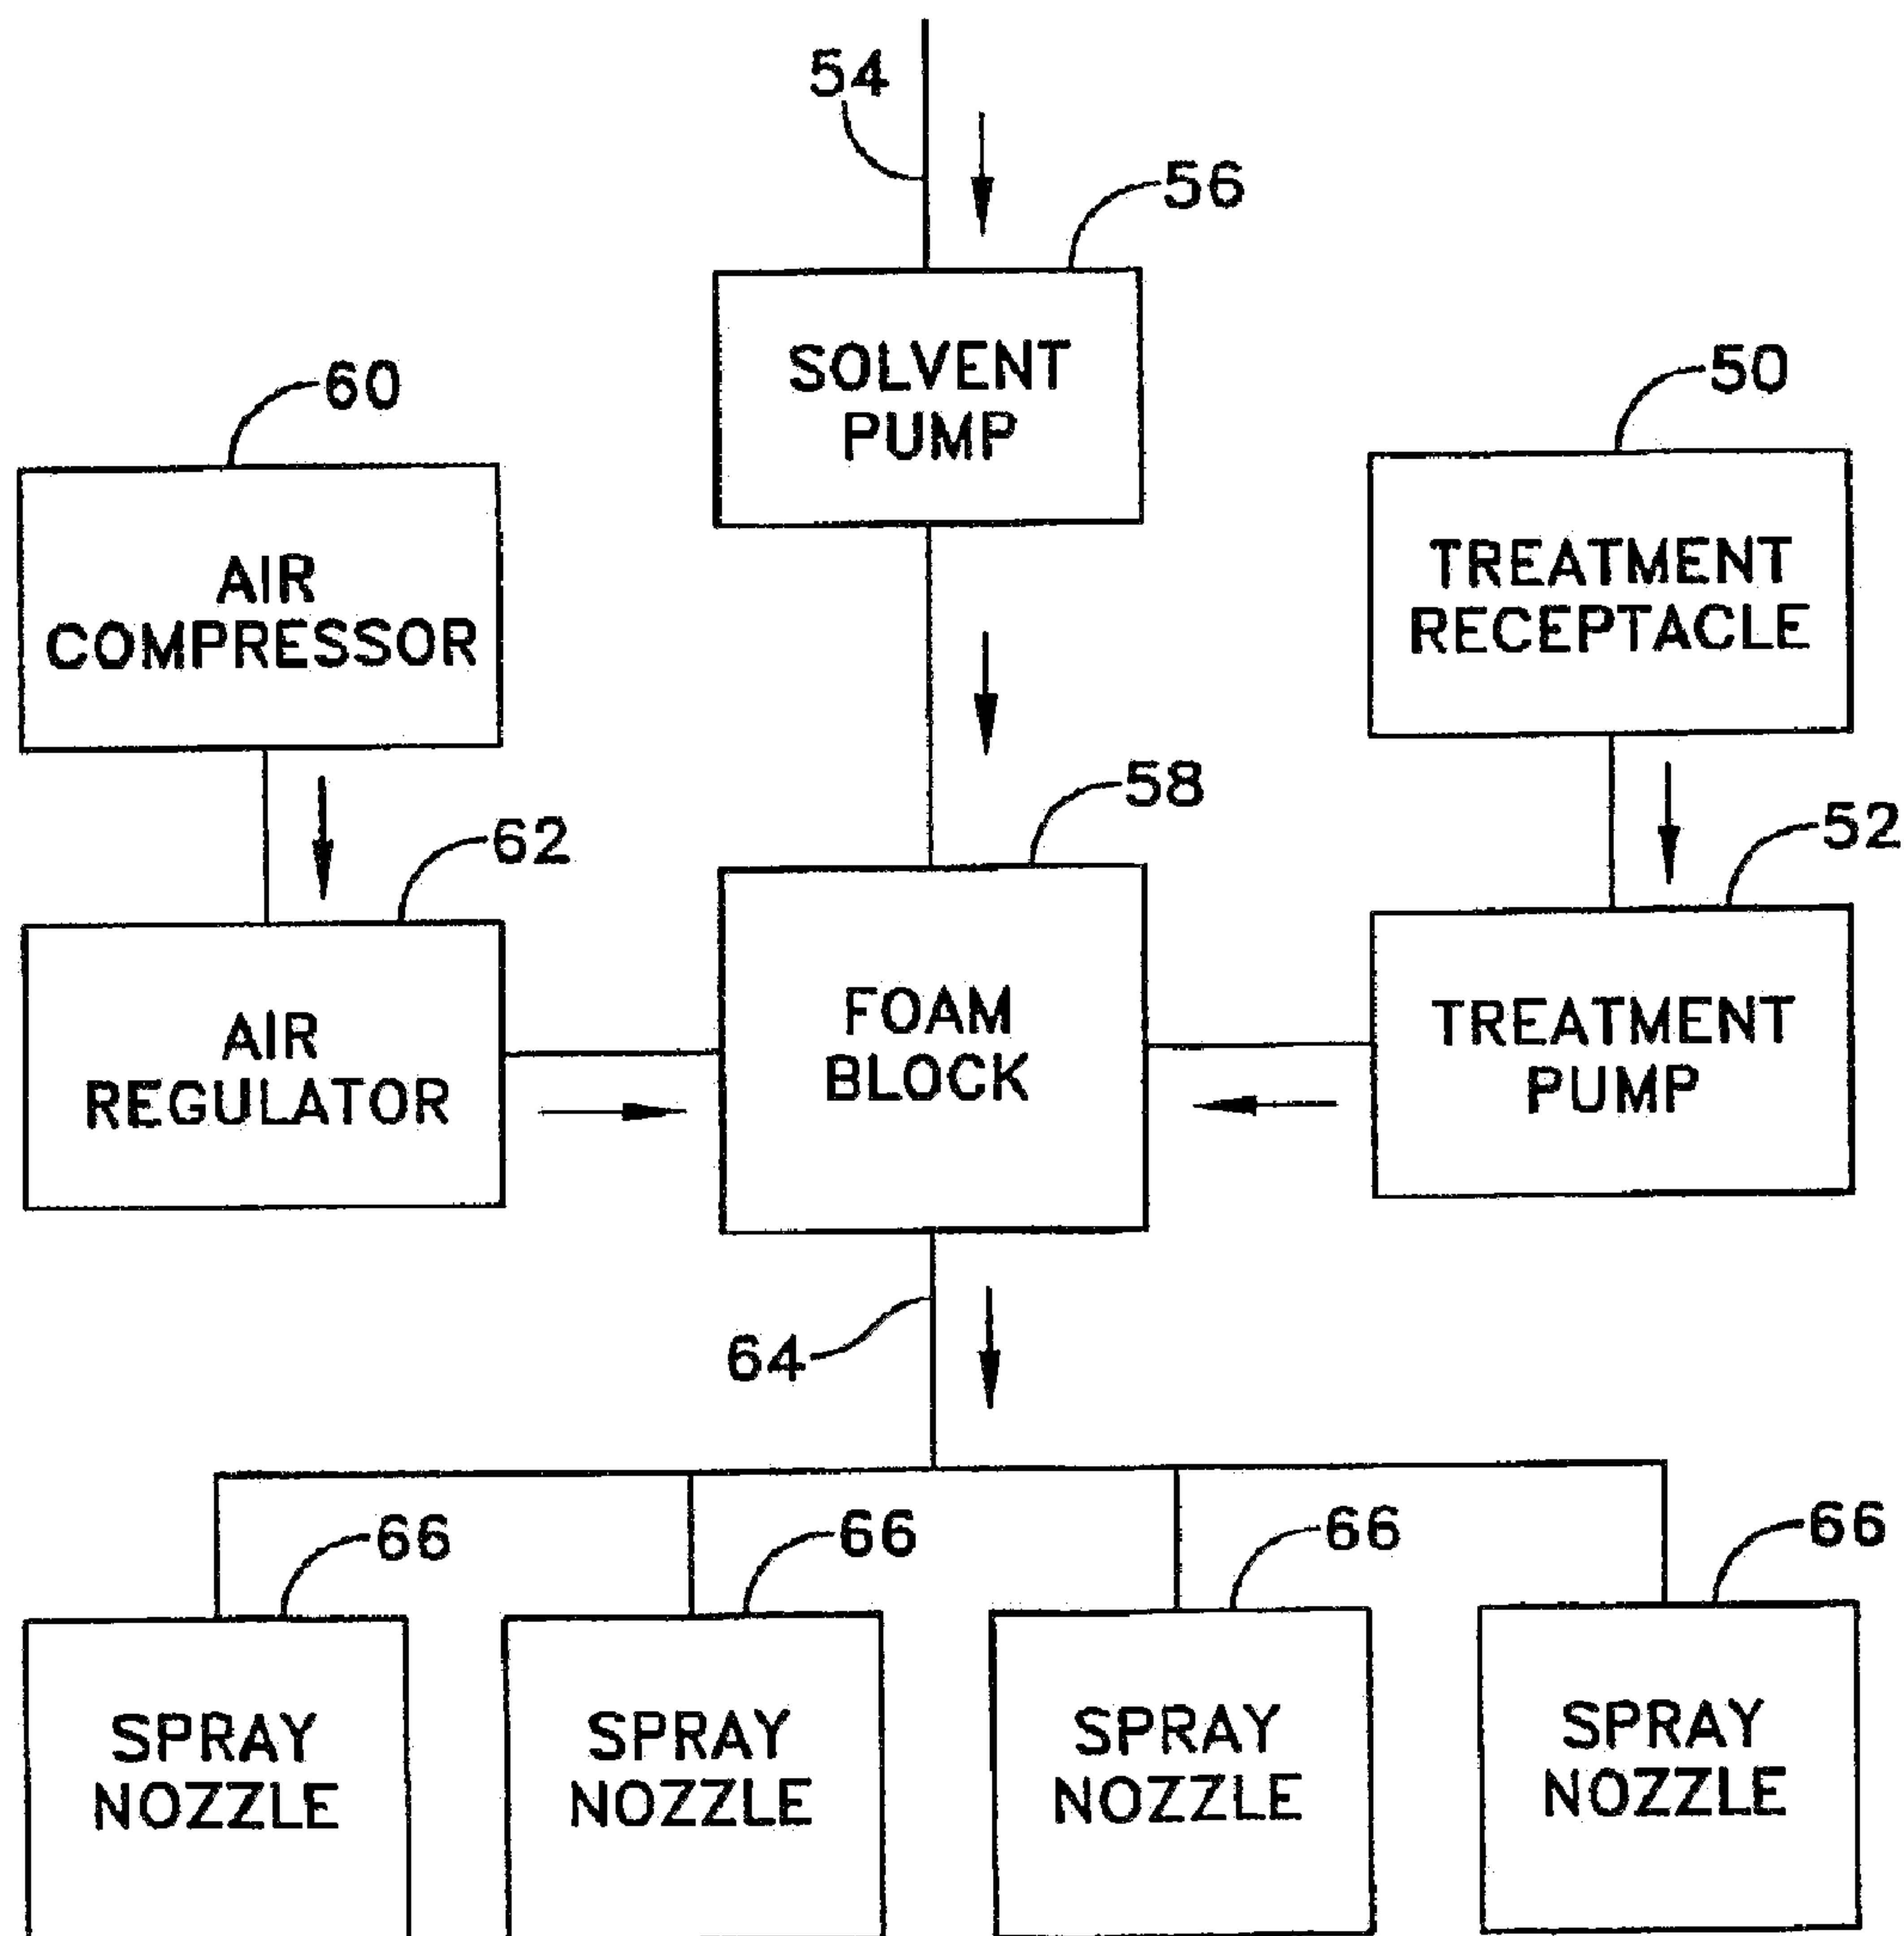 54
56
SOLVENT
PUMP
60
50
AIR
COMPRESSOR
TREATMENT
RECEPTACLE
58
62
52
AIR
REGULATOR
FOAM
BLOCK
TREATMENT
PUMP
64
66
66
66
66
SPRAY
NOZZLE
SPRAY
NOZZLE
SPRAY
NOZZLE
SPRAY
NOZZLE